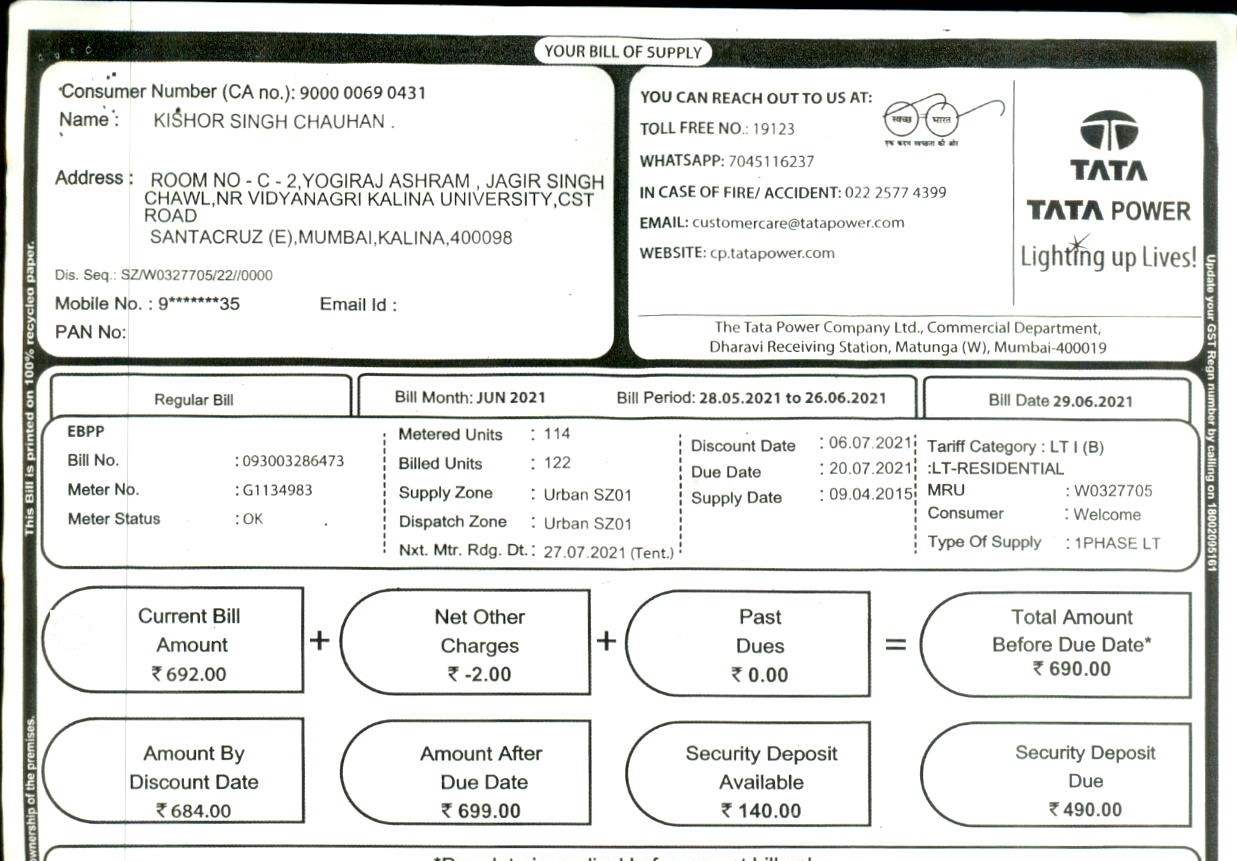 YOUR BILL OF SUPPLY
Consumer Number (CA no.): 9000 0069 0431
Name : KISHOR SINGH CHAUHAN .
Address : ROOM NO - C - 2,YOGIRAJ ASHRAM , JAGIR SINGH
CHAWL,NR VIDYANAGRI KALINA UNIVERSITY,CST
ROAD
SANTACRUZ (E),MUMBAI,KALINA,400098
Dis. Seq.: SZ/W0327705/22//0000
Mobile No. : 9*******35 Email Id :
PAN No:
YOU CAN REACH OUT TO US AT:
TOLL FREE NO.: 19123
WHATSAPP: 7045116237
IN CASE OF FIRE/ ACCIDENT: 022 2577 4399
EMAIL: customercare@tatapower.com
WEBSITE: cp.tatapower.com
स्वच्छ भारत
एक कदम स्वच्छता की ओर
TATA
TATA POWER
Lighting up Lives!
The Tata Power Company Ltd., Commercial Department,
Dharavi Receiving Station, Matunga (W), Mumbai-400019
This Bill is printed on 100% recycled paper.
Update your GST Regn number by calling on 18002095161
Regular Bill
Bill Month: JUN 2021 Bill Period: 28.05.2021 to 26.06.2021
Bill Date 29.06.2021
EBPP
Bill No. : 093003286473
Meter No. : G1134983
Meter Status : OK
Metered Units : 114
Billed Units : 122
Supply Zone : Urban SZ01
Dispatch Zone : Urban SZ01
Nxt. Mtr. Rdg. Dt. : 27.07.2021 (Tent.)
Discount Date : 06.07.2021
Due Date : 20.07.2021
Supply Date : 09.04.2015
Tariff Category : LT I (B)
:LT-RESIDENTIAL
MRU : W0327705
Consumer : Welcome
Type Of Supply : 1PHASE LT
Current Bill
Amount
₹ 692.00
+
Net Other
Charges
₹ -2.00
+
Past
Dues
₹ 0.00
=
Total Amount
Before Due Date*
₹ 690.00
Amount By
Discount Date
₹ 684.00
Amount After
Due Date
₹ 699.00
Security Deposit
Available
₹ 140.00
Security Deposit
Due
₹ 490.00
ownership of the premises.